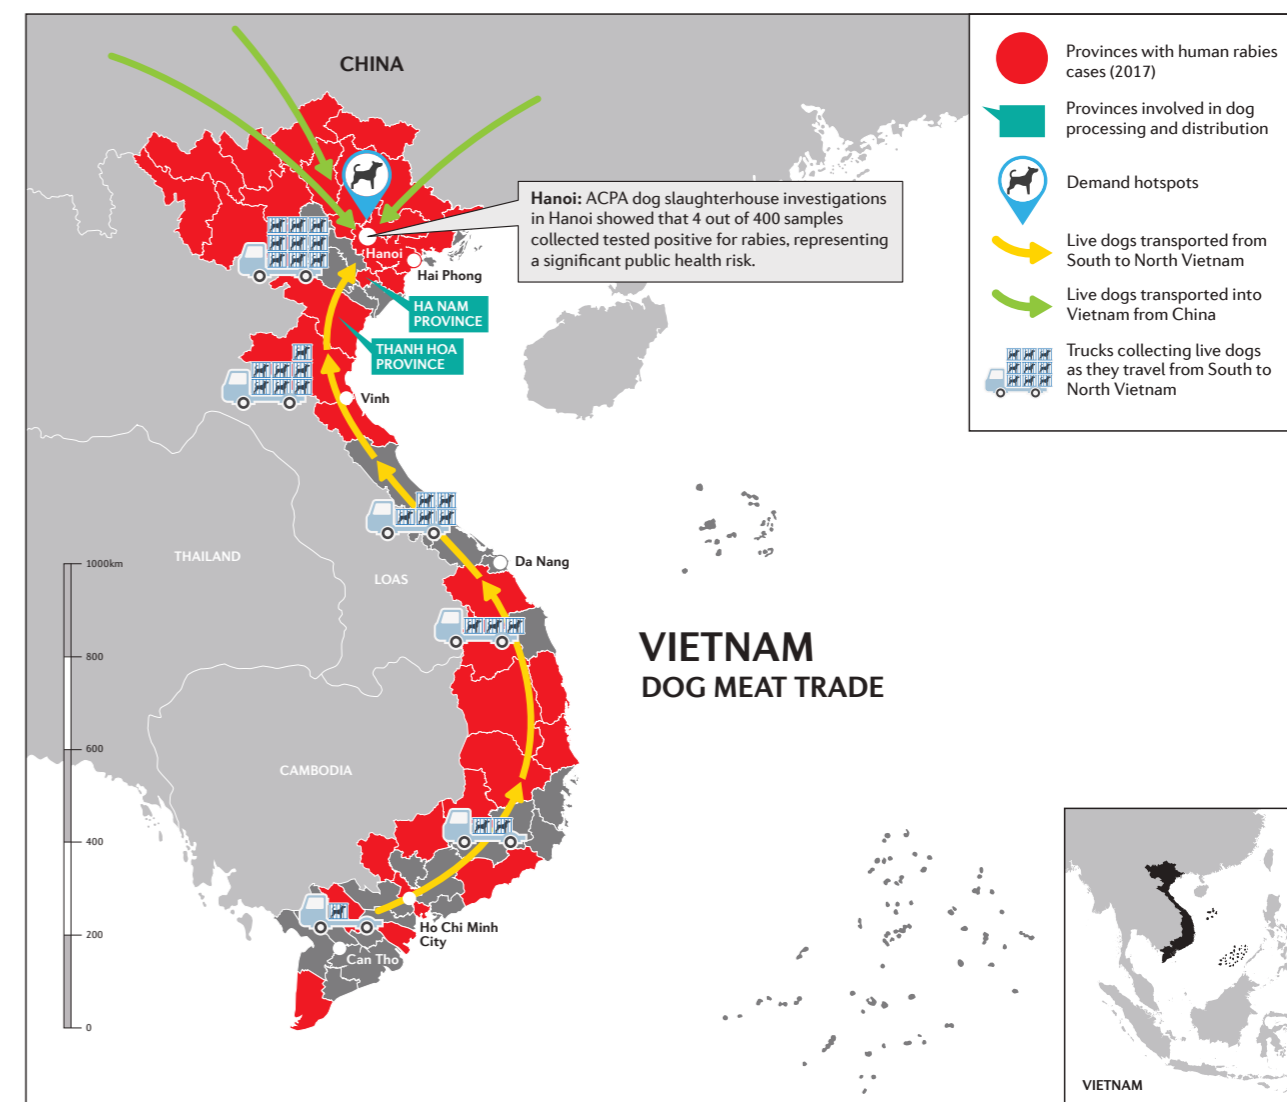 CHINA
Provinces with human rabies
cases (2017)
Provinces involved in dog
processing and distribution
Demand hotspots
Live dogs transported from
South to North Vietnam
Live dogs transported into
Vietnam from China
Trucks collecting live dogs
as they travel from South to
North Vietnam
Hanoi: ACPA dog slaughterhouse investigations
in Hanoi showed that 4 out of 400 samples
collected tested positive for rabies, representing
a significant public health risk.
Hanoi
Hai Phong
HA NAM
PROVINCE
THANH HOA
PROVINCE
Vinh
THAILAND
LOAS
Da Nang
1000km
800
600
400
200
0
VIETNAM
DOG MEAT TRADE
CAMBODIA
Ho Chi Minh
City
Can Tho
VIETNAM